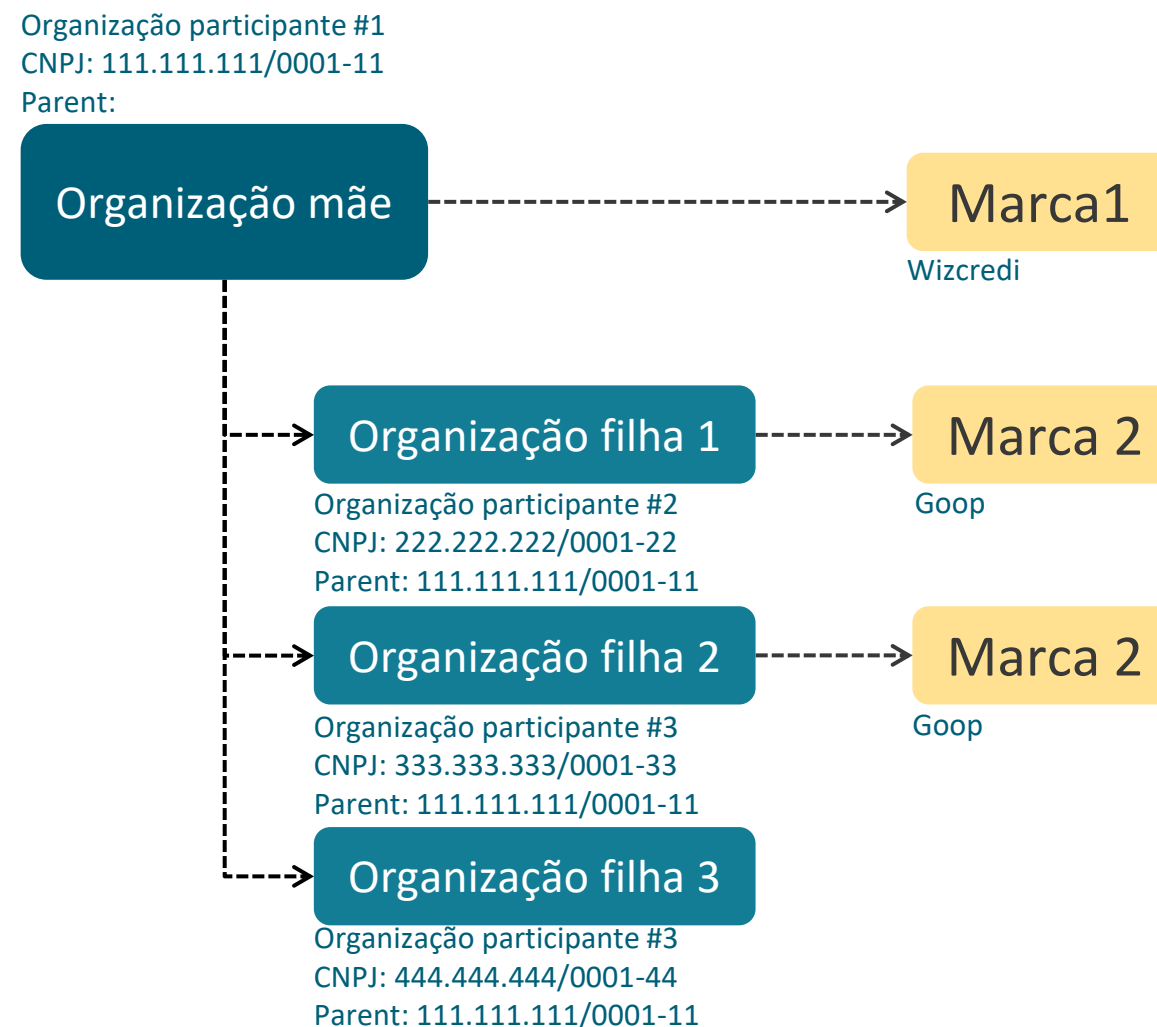 Organização participante #1
CNPJ: 111.111.111/0001-11
Parent:
Organização mãe
Marca1
Wizcredi
Organização filha 1
Marca 2
Organização participante #2
Goop
CNPJ: 222.222.222/0001-22
Parent: 111.111.111/0001-11
Organização filha 2
Marca 2
Organização participante #3
Goop
CNPJ: 333.333.333/0001-33
Parent: 111.111.111/0001-11
Organização filha 3
Organização participante #3
CNPJ: 444.444.444/0001-44
Parent: 111.111.111/0001-11